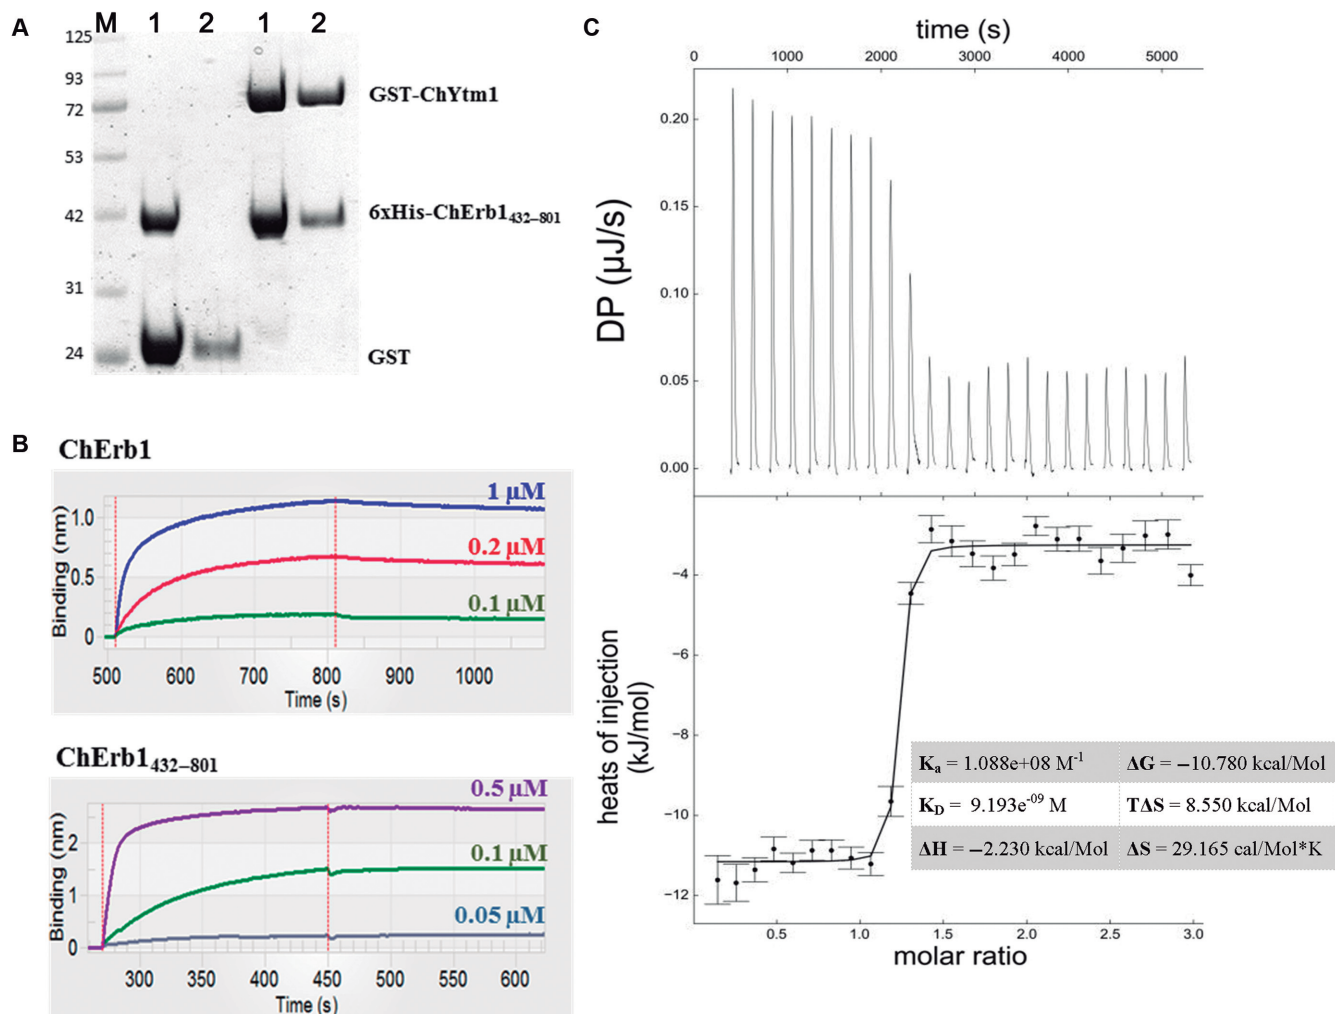 A
M 1 2 1 2
125
93
72
53
42
31
24
GST-ChYtm1
6xHis-ChErb1432–801
GST
B
ChErb1
1 µM
0.2 µM
0.1 µM
Binding (nm)
1.0
0.5
0
500 600 700 800 900 1000
Time (s)
ChErb1432–801
0.5 µM
0.1 µM
0.05 µM
Binding (nm)
2
1
0
300 350 400 450 500 550 600
Time (s)
C
time (s)
0 1000 2000 3000 4000 5000
DP (µJ/s)
0.20
0.15
0.10
0.05
0.00
heats of injection
(kJ/mol)
−4
−6
−8
−10
−12
Ka = 1.088e+08 M-1 ΔG = −10.780 kcal/Mol
KD = 9.193e-09 M TΔS = 8.550 kcal/Mol
ΔH = −2.230 kcal/Mol ΔS = 29.165 cal/Mol*K
0.5 1.0 1.5 2.0 2.5 3.0
molar ratio